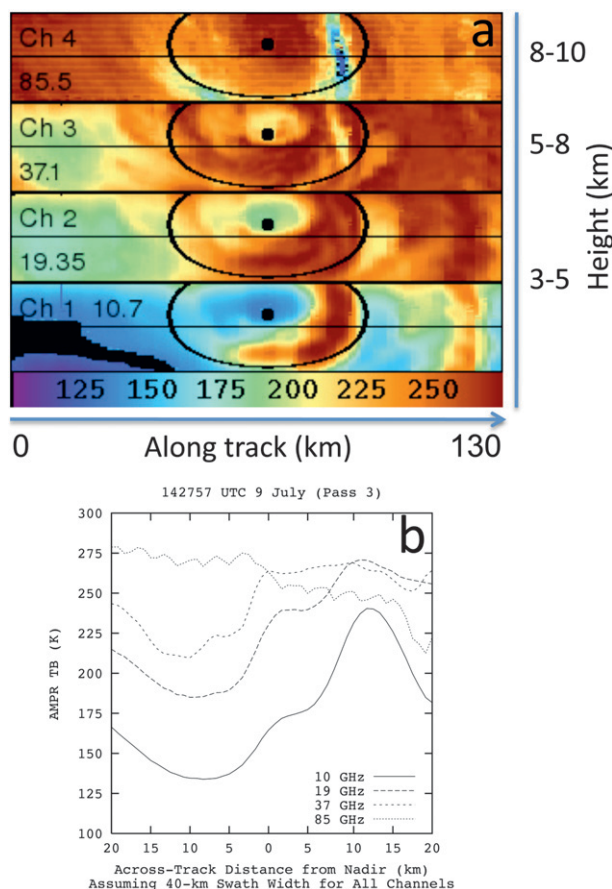 a
Ch 4
85.5
Ch 3
37.1
Ch 2
19.35
Ch 1 10.7
125 150 175 200 225 250
8-10
5-8
3-5
Height (km)
0 Along track (km) 130
142757 UTC 9 July (Pass 3)
b
300
275
250
225
200
175
150
125
100
AMPR TB (K)
10 GHz
19 GHz
37 GHz
85 GHz
20 15 10 5 0 5 10 15 20
Across-Track Distance from Nadir (km)
Assuming 40-km Swath Width for All Channels